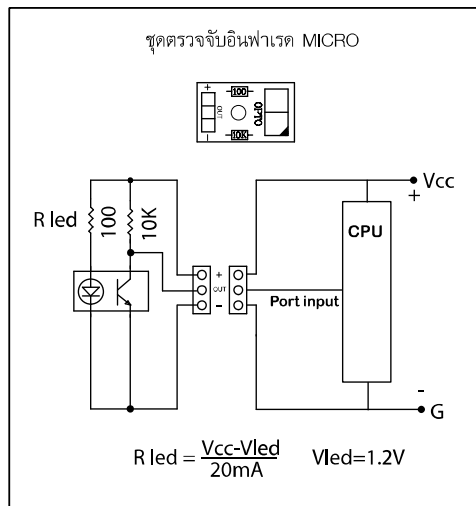 ชุดตรวจจับอินฟาเรด MICRO
+
OUT
-
100
10K
OPTO
R led
100
10K
+
OUT
-
Port input
CPU
Vcc
+
-
G
R led = Vcc-Vled
20mA
Vled=1.2V